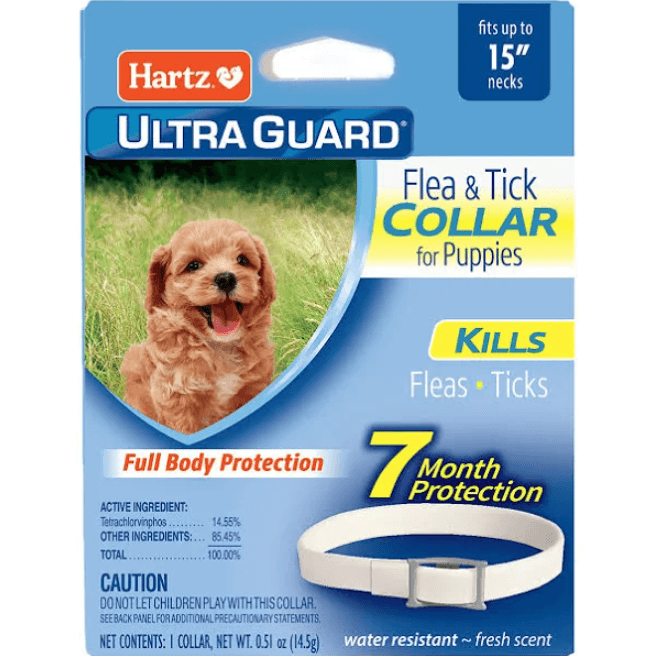 fits up to
15”
necks
Hartz
ULTRA GUARD®
Flea & Tick
COLLAR
for Puppies
KILLS
Fleas • Ticks
Full Body Protection
7 Month
Protection
ACTIVE INGREDIENT:
Tetrachlorvinphos ......... 14.55%
OTHER INGREDIENTS: ... 85.45%
TOTAL ................... 100.00%
CAUTION
DO NOT LET CHILDREN PLAY WITH THIS COLLAR.
SEE BACK PANEL FOR ADDITIONAL PRECAUTIONARY STATEMENTS.
NET CONTENTS: 1 COLLAR, NET WT. 0.51 oz (14.5g)
water resistant ~ fresh scent